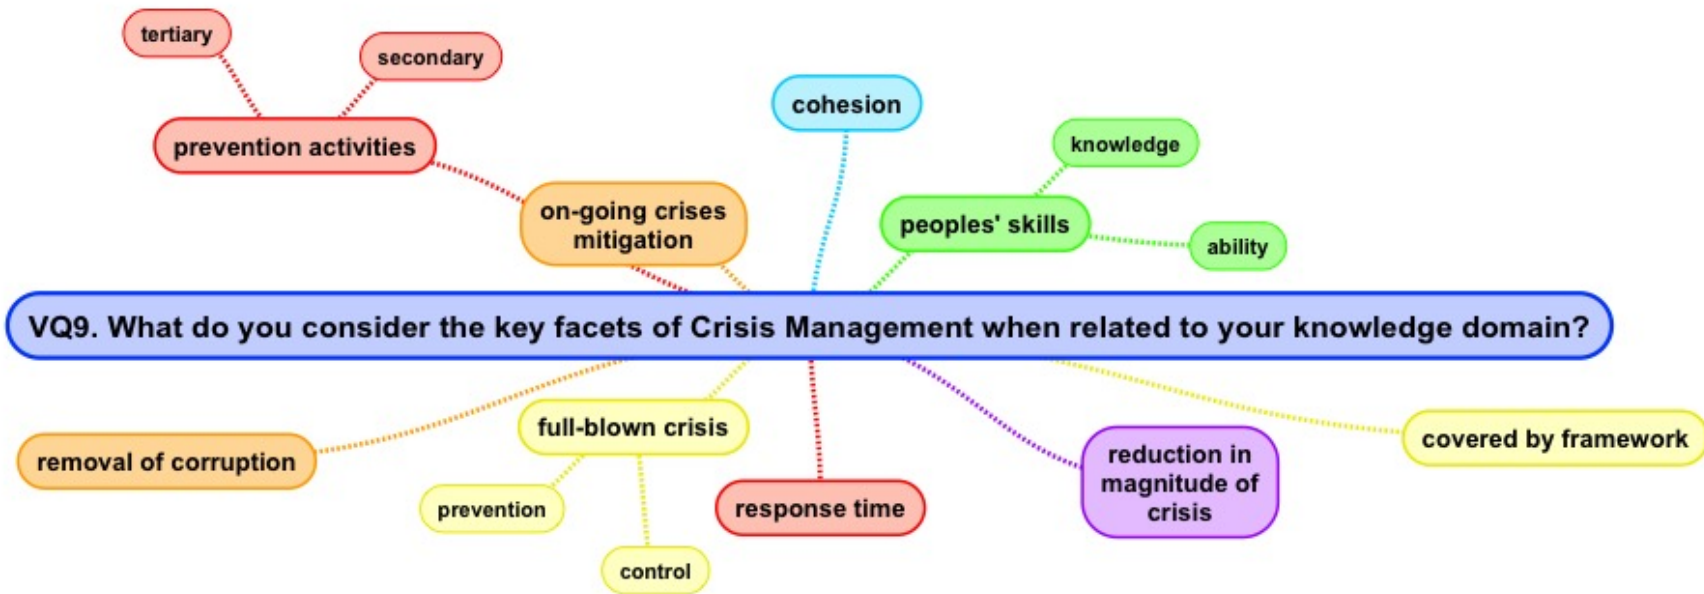 tertiary
secondary
prevention activities
cohesion
knowledge
on-going crises
mitigation
peoples' skills
ability
VQ9. What do you consider the key facets of Crisis Management when related to your knowledge domain?
removal of corruption
full-blown crisis
prevention
control
response time
reduction in
magnitude of
crisis
covered by framework